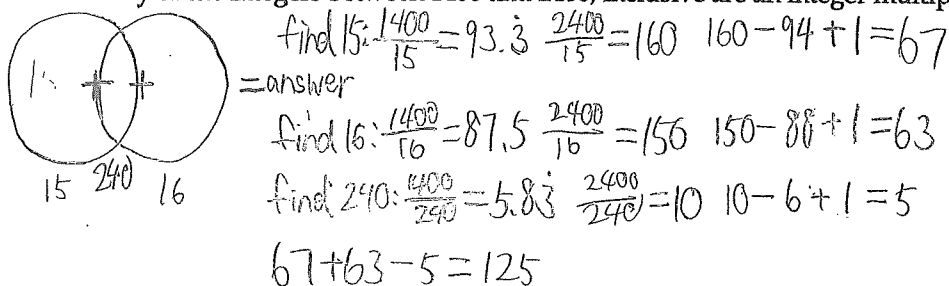 find 15: 1400/15 = 93.3̇ 2400/15 = 160 160 - 94 + 1 = 67
= answer
find 16: 1400/16 = 87.5 2400/16 = 150 150 - 88 + 1 = 63
15 240 16
find 240: 1400/240 = 5.83̇ 2400/240 = 10 10 - 6 + 1 = 5
67 + 63 - 5 = 125